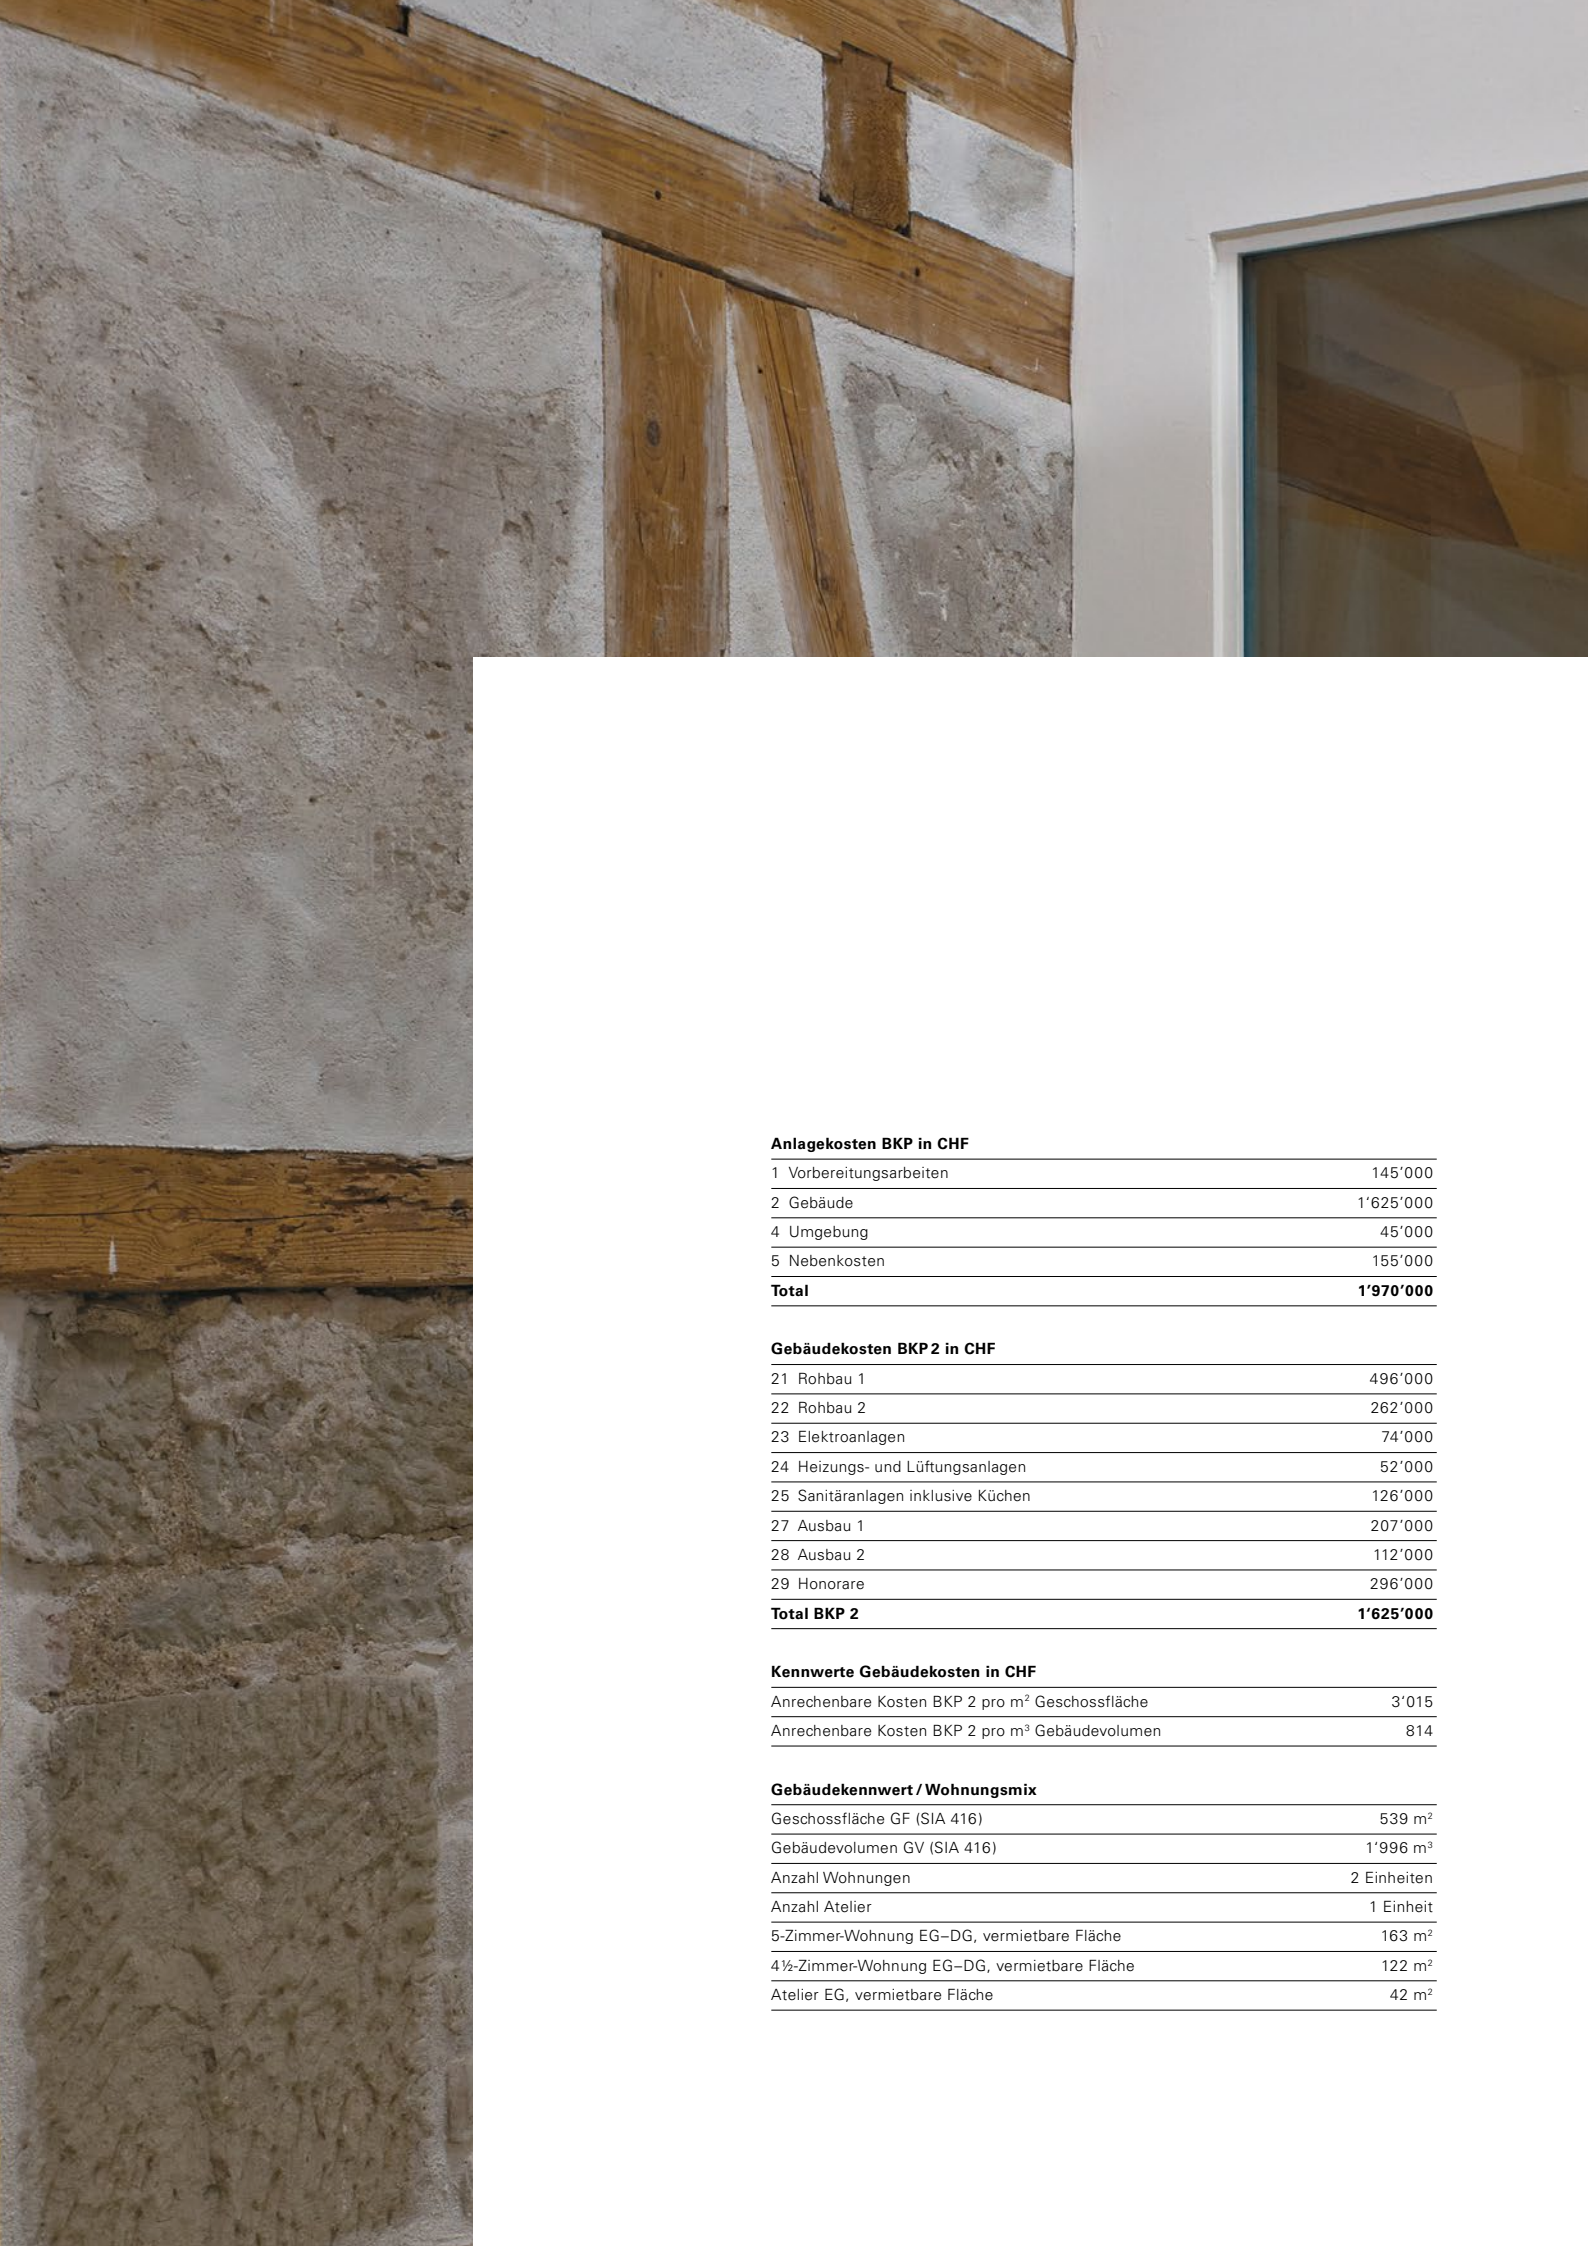 Anlagekosten BKP in CHF
1 Vorbereitungsarbeiten 145’000
2 Gebäude 1‘625’000
4 Umgebung 45’000
5 Nebenkosten 155’000
Total 1’970’000
Gebäudekosten BKP 2 in CHF
21 Rohbau 1 496’000
22 Rohbau 2 262’000
23 Elektroanlagen 74’000
24 Heizungs- und Lüftungsanlagen 52’000
25 Sanitäranlagen inklusive Küchen 126’000
27 Ausbau 1 207’000
28 Ausbau 2 112’000
29 Honorare 296’000
Total BKP 2 1‘625’000
Kennwerte Gebäudekosten in CHF
Anrechenbare Kosten BKP 2 pro m² Geschossfläche 3‘015
Anrechenbare Kosten BKP 2 pro m³ Gebäudevolumen 814
Gebäudekennwert / Wohnungsmix
Geschossfläche GF (SIA 416) 539 m²
Gebäudevolumen GV (SIA 416) 1‘996 m³
Anzahl Wohnungen 2 Einheiten
Anzahl Atelier 1 Einheit
5-Zimmer-Wohnung EG–DG, vermietbare Fläche 163 m²
4½-Zimmer-Wohnung EG–DG, vermietbare Fläche 122 m²
Atelier EG, vermietbare Fläche 42 m²